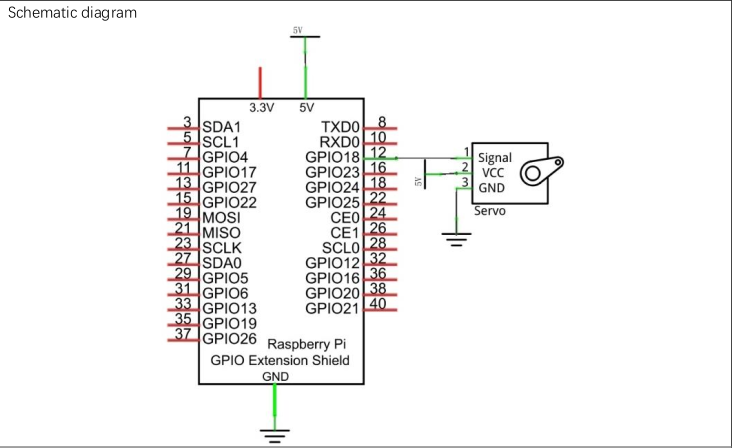 Schematic diagram
5V
3.3V 5V
3 SDA1 TXD0 8
5 SCL1 RXD0 10
7 GPIO4 GPIO18 12
11 GPIO17 GPIO23 16
13 GPIO27 GPIO24 18
15 GPIO22 GPIO25 22
19 MOSI CE0 24
21 MISO CE1 26
23 SCLK SCL0 28
27 SDA0 GPIO12 32
29 GPIO5 GPIO16 36
31 GPIO6 GPIO20 38
33 GPIO13 GPIO21 40
35 GPIO19
37 GPIO26
Raspberry Pi
GPIO Extension Shield
GND
1 Signal
2 VCC
5V
3 GND
Servo